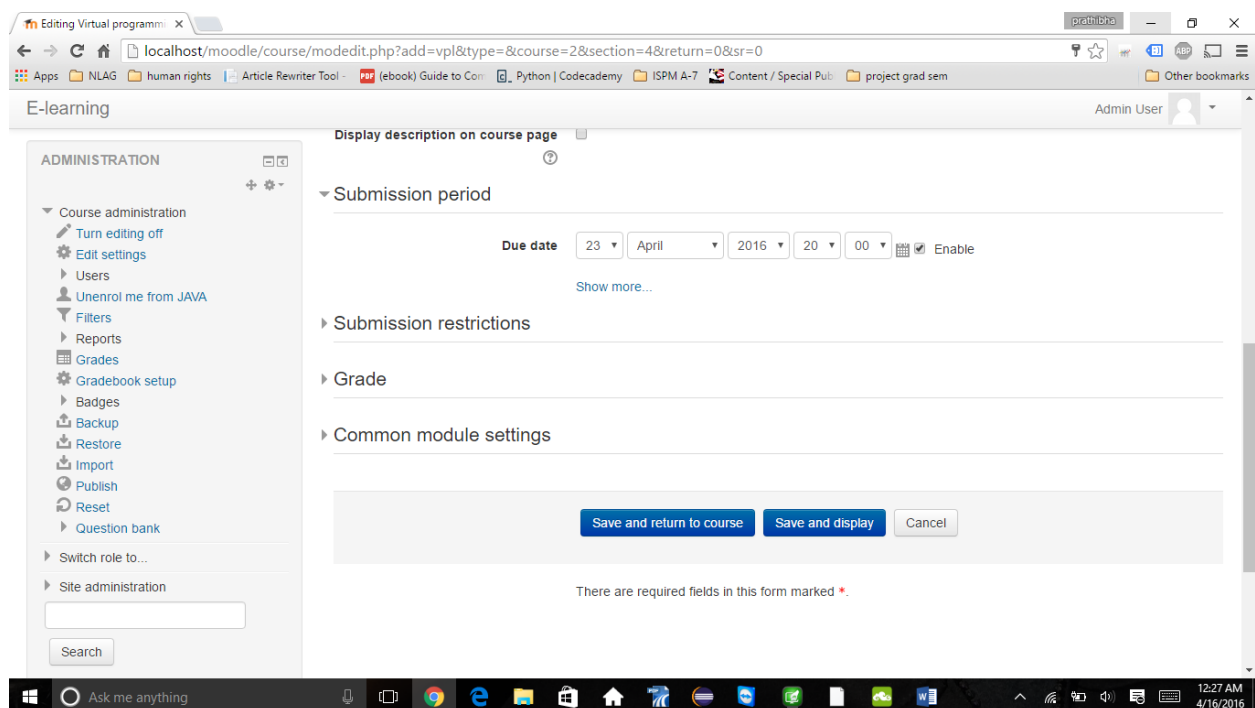 Editing Virtual programmi
prathibha
localhost/moodle/course/modedit.php?add=vpl&type=&course=2&section=4&return=0&sr=0
Apps NLAG human rights Article Rewriter Tool - PDF (ebook) Guide to Com Python | Codecademy ISPM A-7 Content / Special Pub project grad sem Other bookmarks
E-learning Admin User
Display description on course page
ADMINISTRATION
Submission period
Course administration
Turn editing off
Edit settings
Users
Unenrol me from JAVA
Filters
Reports
Grades
Gradebook setup
Badges
Backup
Restore
Import
Publish
Reset
Question bank
Switch role to...
Site administration
Search
Due date 23 April 2016 20 00 Enable
Show more...
Submission restrictions
Grade
Common module settings
Save and return to course Save and display Cancel
There are required fields in this form marked *.
Ask me anything
12:27 AM
4/16/2016